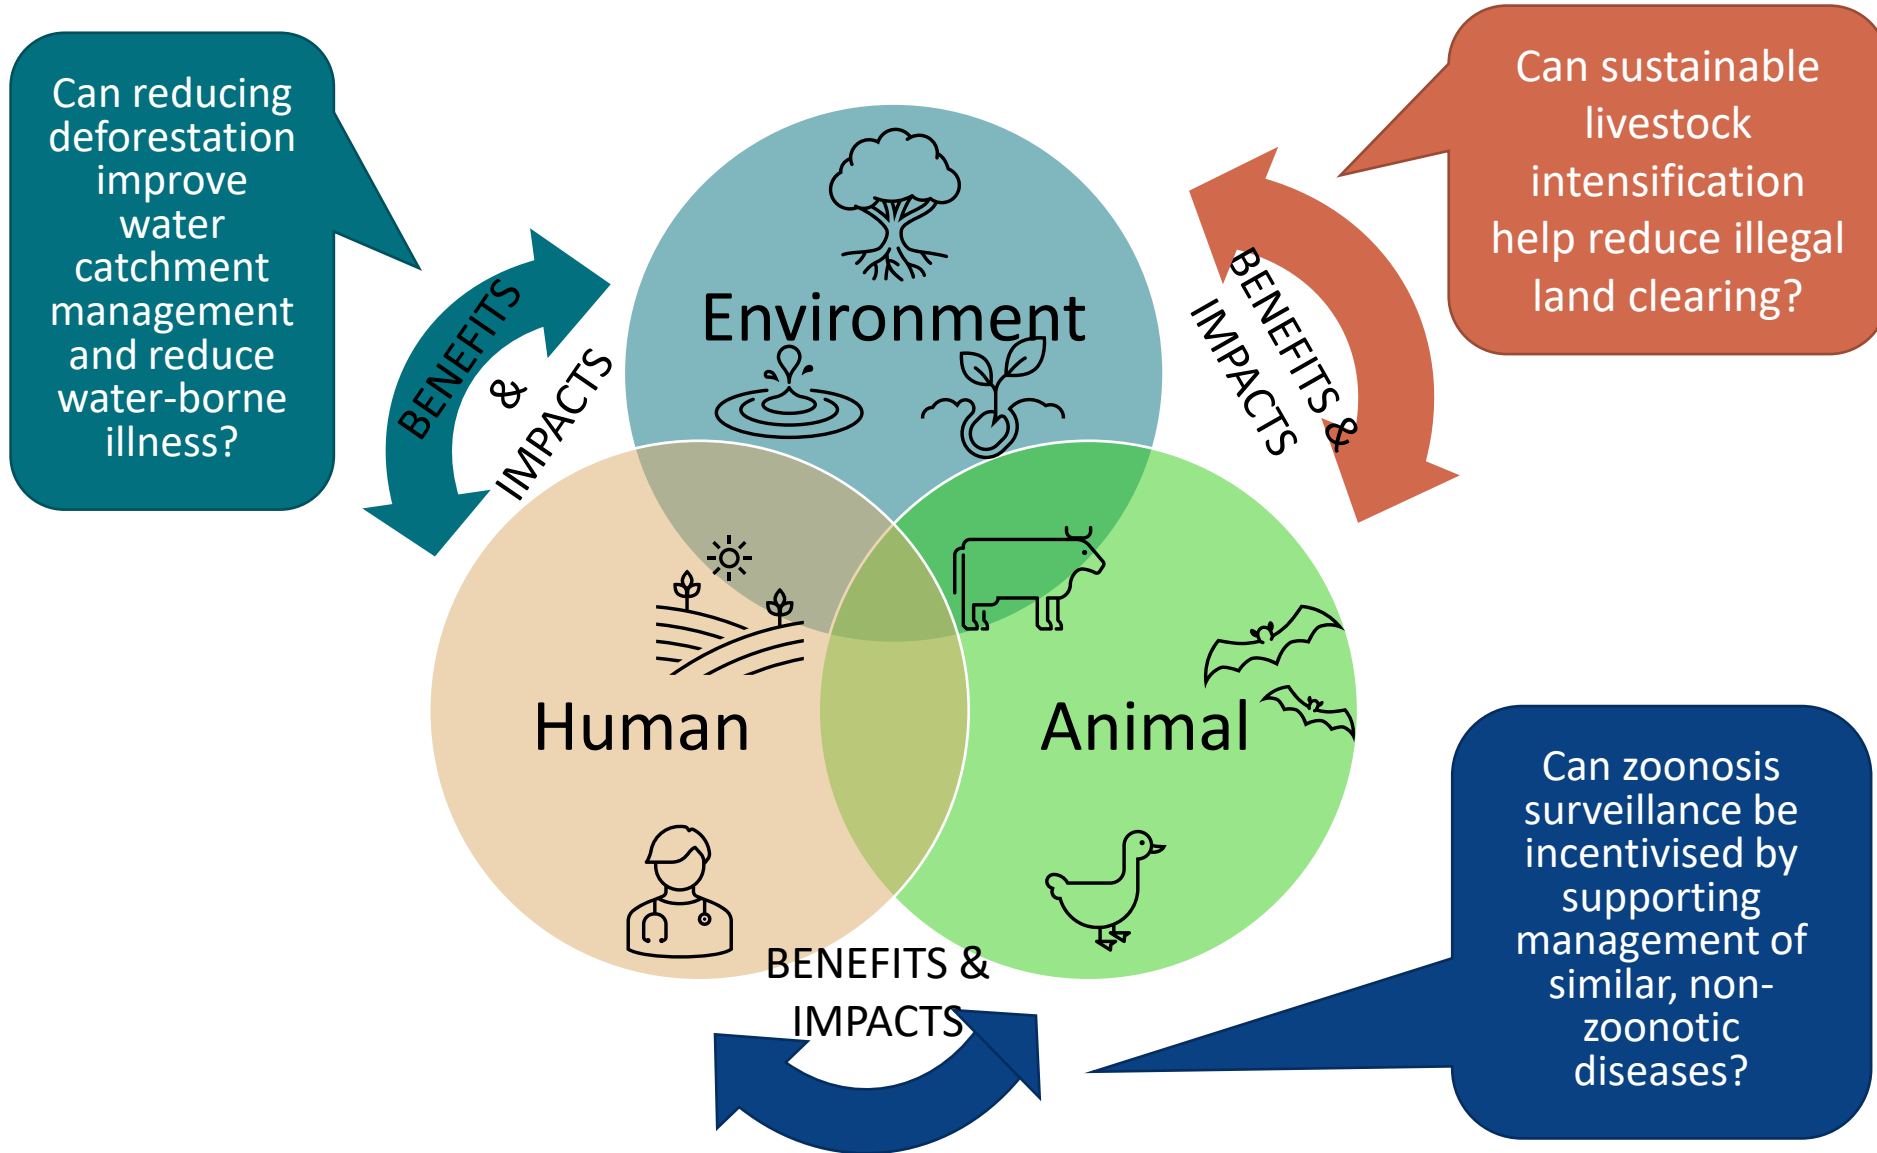 Can reducing
deforestation
improve
water
catchment
management
and reduce
water-borne
illness?
Can sustainable
livestock
intensification
help reduce illegal
land clearing?
BENEFITS
&
IMPACTS
Environment
BENEFITS &
IMPACTS
Human
Animal
BENEFITS &
IMPACTS
Can zoonosis
surveillance be
incentivised by
supporting
management of
similar, non-
zoonotic
diseases?